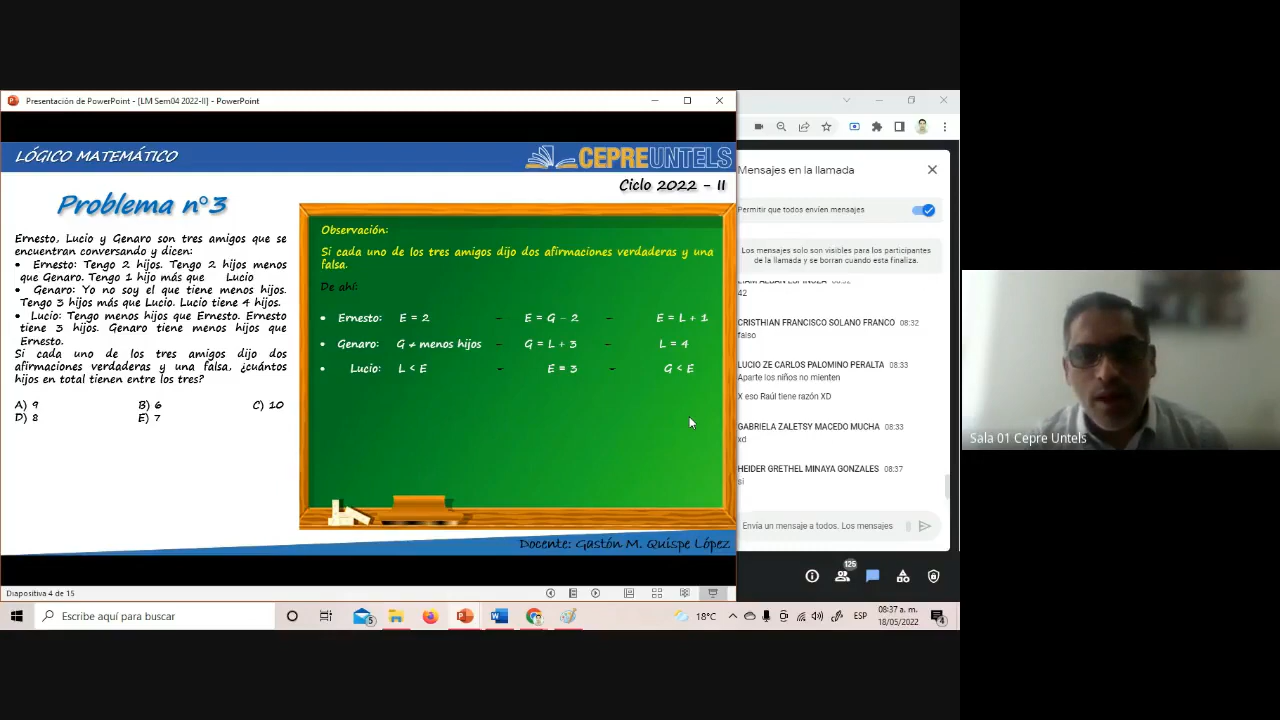 Presentación de PowerPoint - [LM Sem04 2022-II] - PowerPoint
LÓGICO MATEMÁTICO
CEPREUNTELS
Ciclo 2022 - II
Problema n°3
Ernesto, Lucio y Genaro son tres amigos que se
encuentran conversando y dicen:
• Ernesto: Tengo 2 hijos. Tengo 2 hijos menos
que Genaro. Tengo 1 hijo más que Lucio
• Genaro: Yo no soy el que tiene menos hijos.
Tengo 3 hijos más que Lucio. Lucio tiene 4 hijos.
• Lucio: Tengo menos hijos que Ernesto. Ernesto
tiene 3 hijos. Genaro tiene menos hijos que
Ernesto.
Si cada uno de los tres amigos dijo dos
afirmaciones verdaderas y una falsa, ¿cuántos
hijos en total tienen entre los tres?
A) 9 B) 6 C) 10
D) 8 E) 7
Observación:
Si cada uno de los tres amigos dijo dos afirmaciones verdaderas y una
falsa.
De ahí:
• Ernesto: E = 2 - E = G - 2 - E = L + 1
• Genaro: G ≠ menos hijos - G = L + 3 - L = 4
• Lucio: L < E - E = 3 - G < E
Docente: Gastón M. Quispe López
Diapositiva 4 de 15
Mensajes en la llamada
Permitir que todos envíen mensajes
Los mensajes solo son visibles para los participantes
de la llamada y se borran cuando esta finaliza.
42
CRISTHIAN FRANCISCO SOLANO FRANCO 08:32
falso
LUCIO ZE CARLOS PALOMINO PERALTA 08:33
Aparte los niños no mienten
X eso Raúl tiene razón XD
GABRIELA ZALETSY MACEDO MUCHA 08:33
xd
HEIDER GRETHEL MINAYA GONZALES 08:37
si
Envía un mensaje a todos. Los mensajes
125
Sala 01 Cepre Untels
Escribe aquí para buscar
5
18°C
ESP
08:37 a. m.
18/05/2022
4